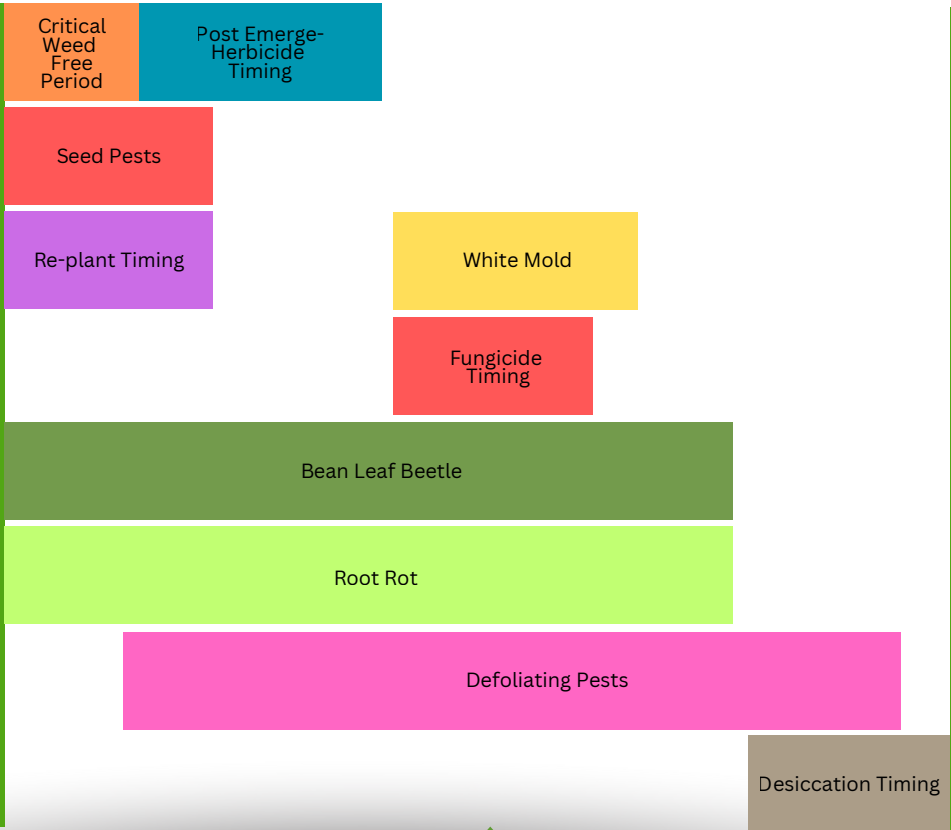 Critical
Weed
Free
Period
Post Emerge-
Herbicide
Timing
Seed Pests
Re-plant Timing
White Mold
Fungicide
Timing
Bean Leaf Beetle
Root Rot
Defoliating Pests
Desiccation Timing